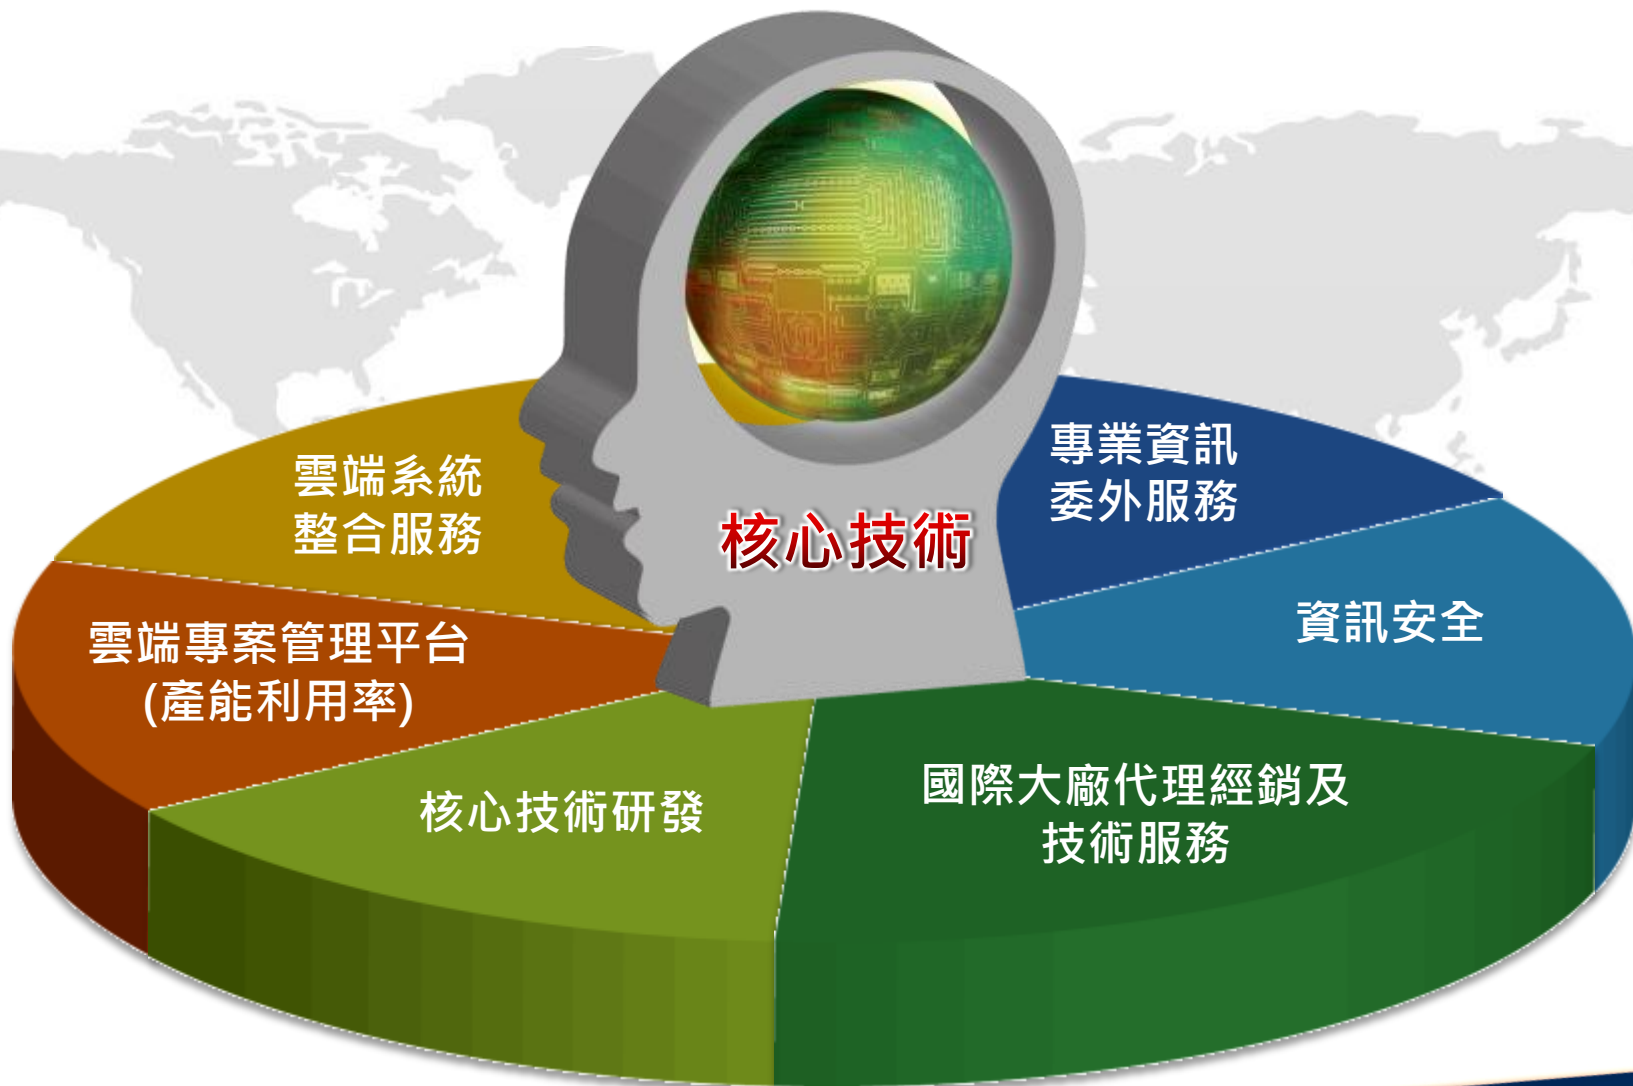 雲端系統
整合服務
專業資訊
委外服務
核心技術
雲端專案管理平台
(產能利用率)
資訊安全
核心技術研發
國際大廠代理經銷及
技術服務